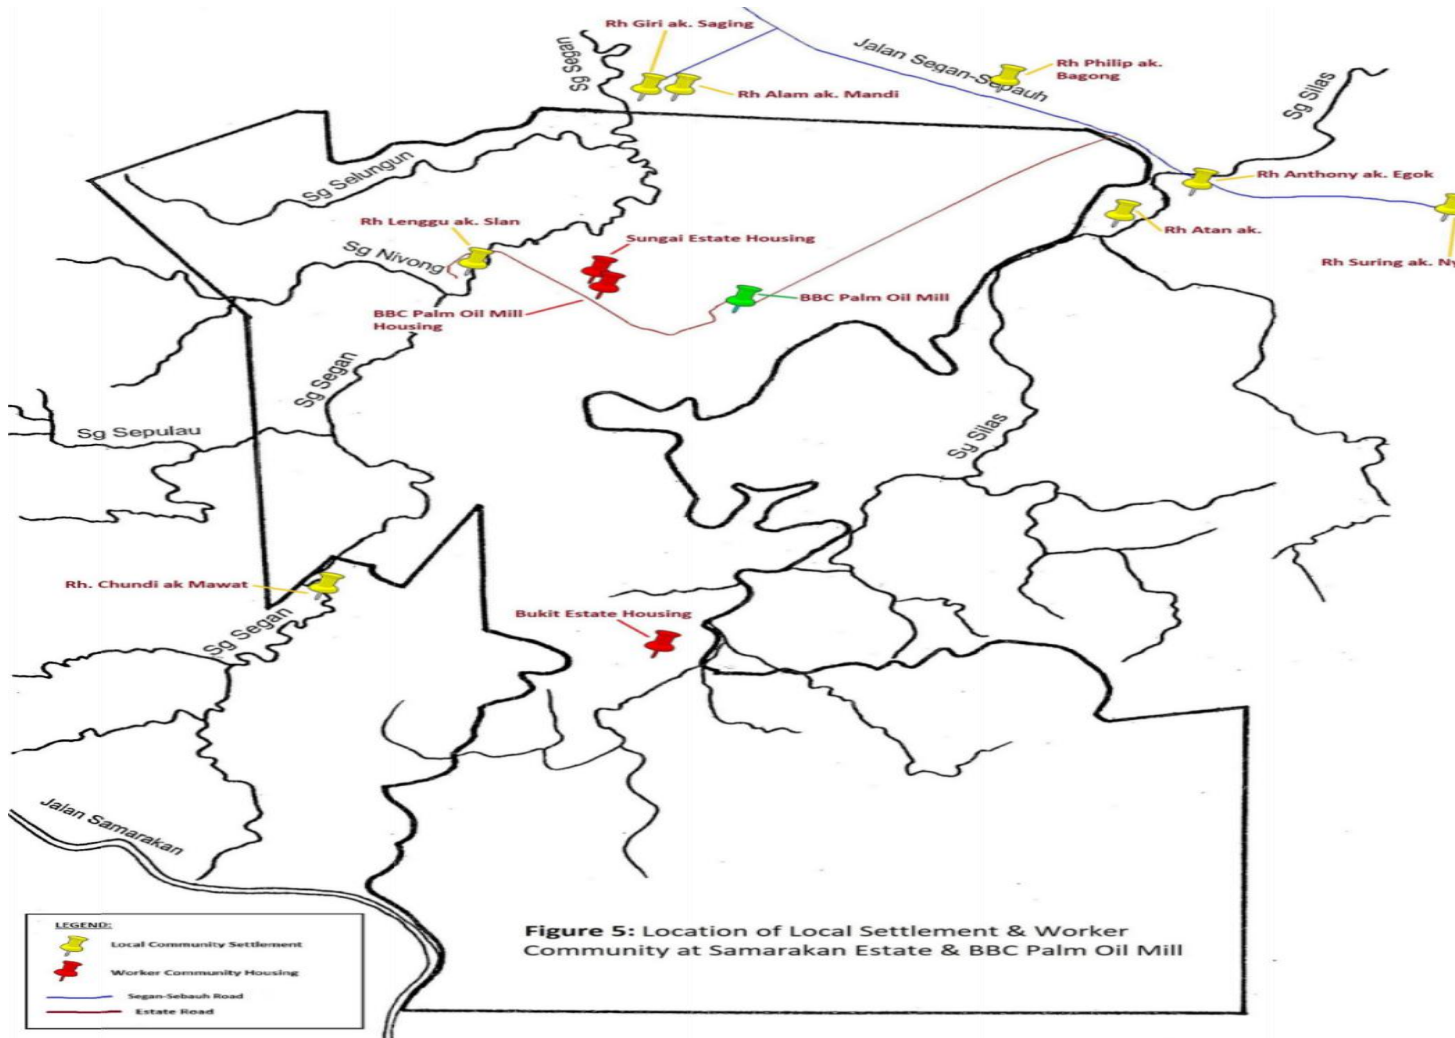 Rh Giri ak. Saging
Sg Segan
Jalan Segan-Sepauh
Rh Philip ak.
Bagong
Rh Alam ak. Mandi
Sg Silas
Sg Selungun
Rh Anthony ak. Egok
Rh Lenggu ak. Slan
Rh Atan ak.
Sungai Estate Housing
Sg Nivong
Rh Suring ak. Ny
BBC Palm Oil Mill
BBC Palm Oil Mill
Housing
Sg Segan
Sg Sepulau
Sg Silas
Rh. Chundi ak Mawat
Sg Segan
Bukit Estate Housing
Jalan Samarakan
LEGEND:
Local Community Settlement
Worker Community Housing
Segan-Sebauh Road
Estate Road
Figure 5: Location of Local Settlement & Worker
Community at Samarakan Estate & BBC Palm Oil Mill